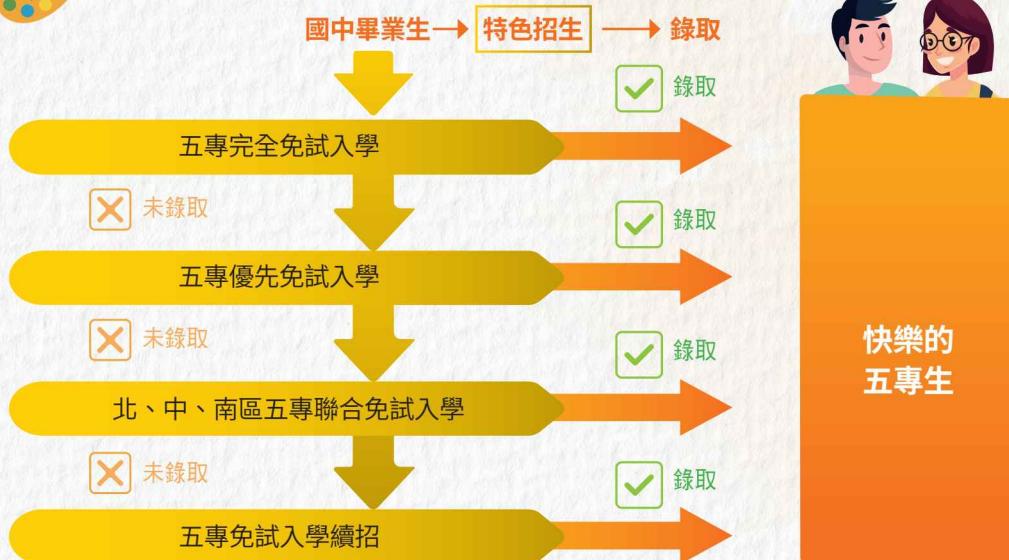 國中畢業生 特色招生 錄取
錄取
五專完全免試入學
未錄取
錄取
五專優先免試入學
未錄取
錄取
北、中、南區五專聯合免試入學
未錄取
錄取
五專免試入學續招
快樂的
五專生